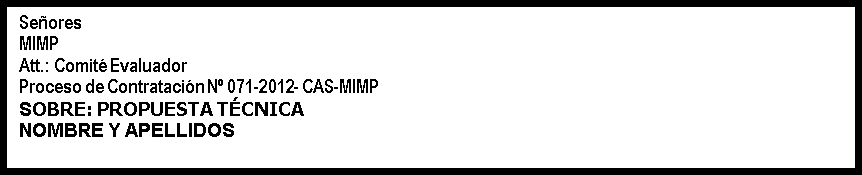 Señores
MIMP
Att.: Comité Evaluador
Proceso de Contratación Nº 071-2012- CAS-MIMP
SOBRE: PROPUESTA TÉCNICA
NOMBRE Y APELLIDOS